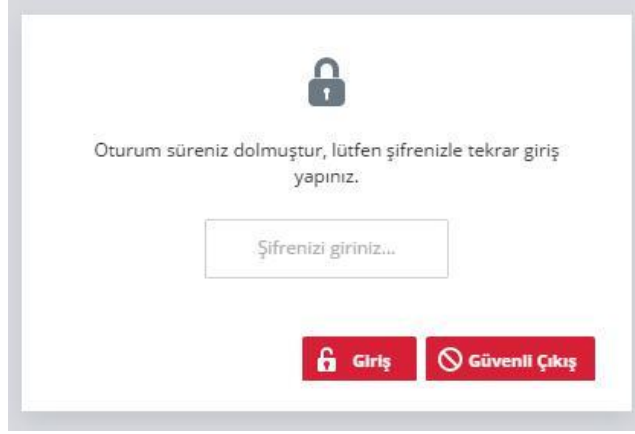 Oturum süreniz dolmuştur, lütfen şifrenizle tekrar giriş
yapınız.
Şifrenizi giriniz...
Giriş
Güvenli Çıkış